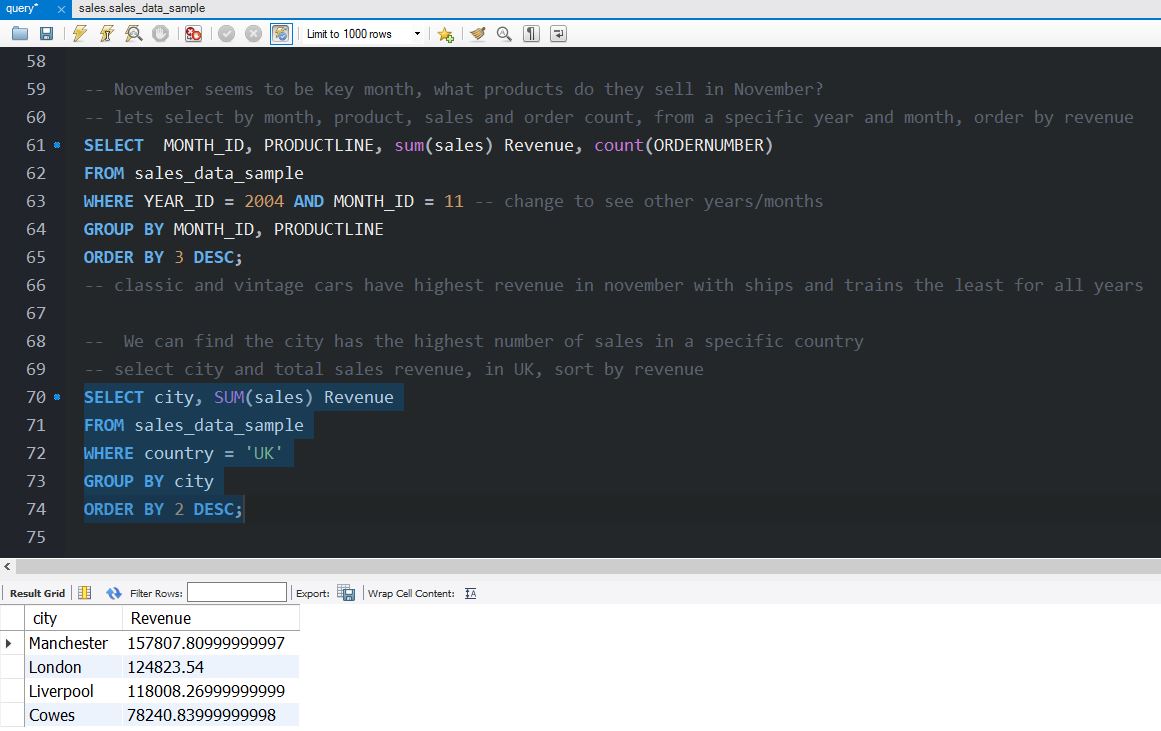 query* × sales.sales_data_sample
Limit to 1000 rows
58
59 -- November seems to be key month, what products do they sell in November?
60 -- lets select by month, product, sales and order count, from a specific year and month, order by revenue
61 SELECT MONTH_ID, PRODUCTLINE, sum(sales) Revenue, count(ORDERNUMBER)
62 FROM sales_data_sample
63 WHERE YEAR_ID = 2004 AND MONTH_ID = 11 -- change to see other years/months
64 GROUP BY MONTH_ID, PRODUCTLINE
65 ORDER BY 3 DESC;
66 -- classic and vintage cars have highest revenue in november with ships and trains the least for all years
67
68 -- We can find the city has the highest number of sales in a specific country
69 -- select city and total sales revenue, in UK, sort by revenue
70 SELECT city, SUM(sales) Revenue
71 FROM sales_data_sample
72 WHERE country = 'UK'
73 GROUP BY city
74 ORDER BY 2 DESC;
75
Result Grid Filter Rows: Export: Wrap Cell Content: IA
city Revenue
Manchester 157807.80999999997
London 124823.54
Liverpool 118008.26999999999
Cowes 78240.83999999998